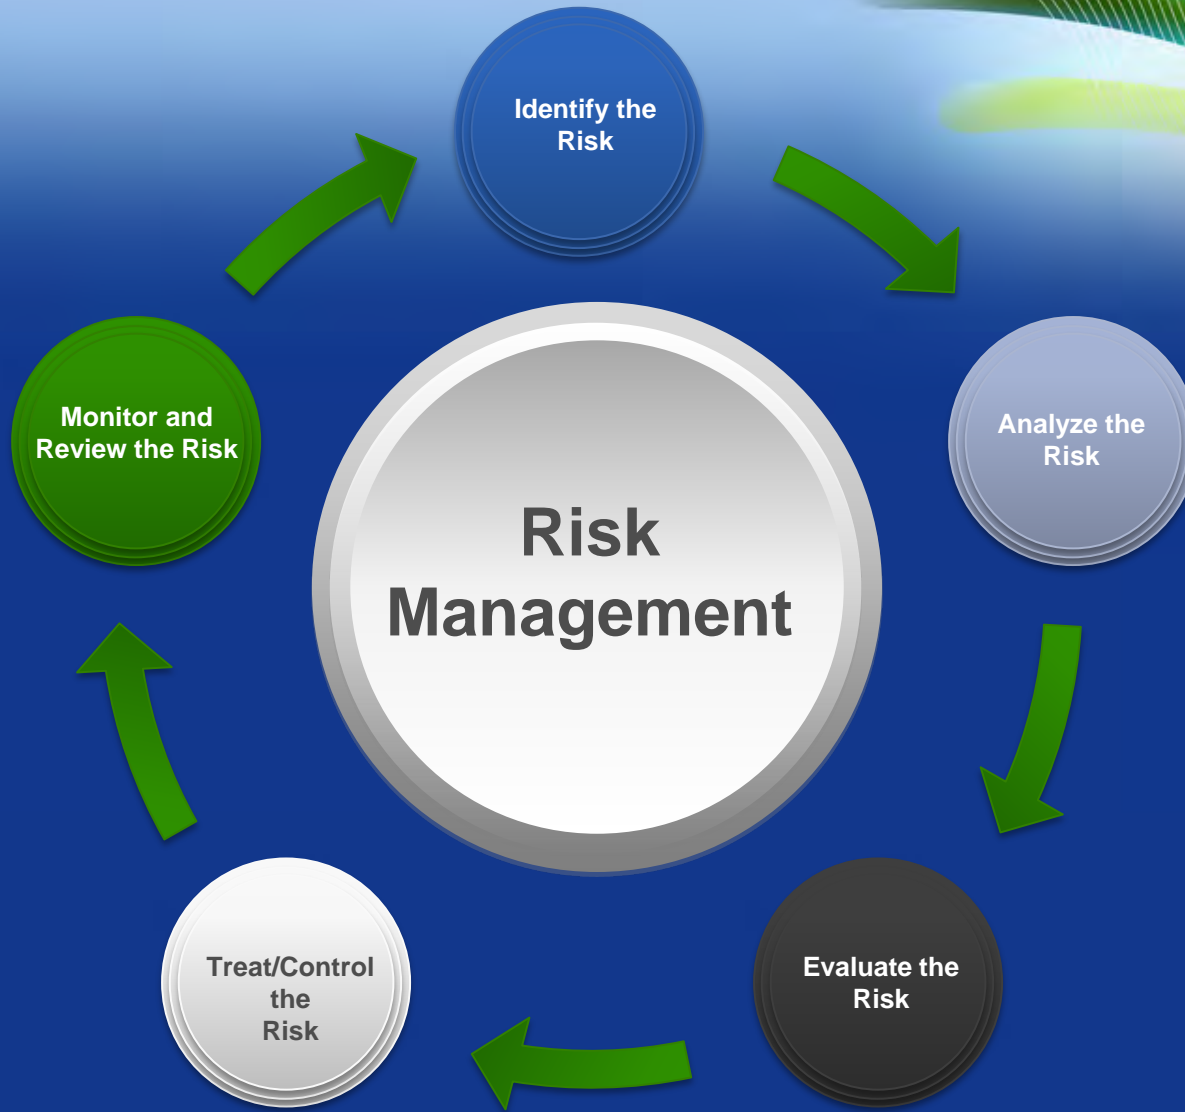 Identify the
Risk
Analyze the
Risk
Evaluate the
Risk
Treat/Control
the
Risk
Monitor and
Review the Risk
Risk
Management